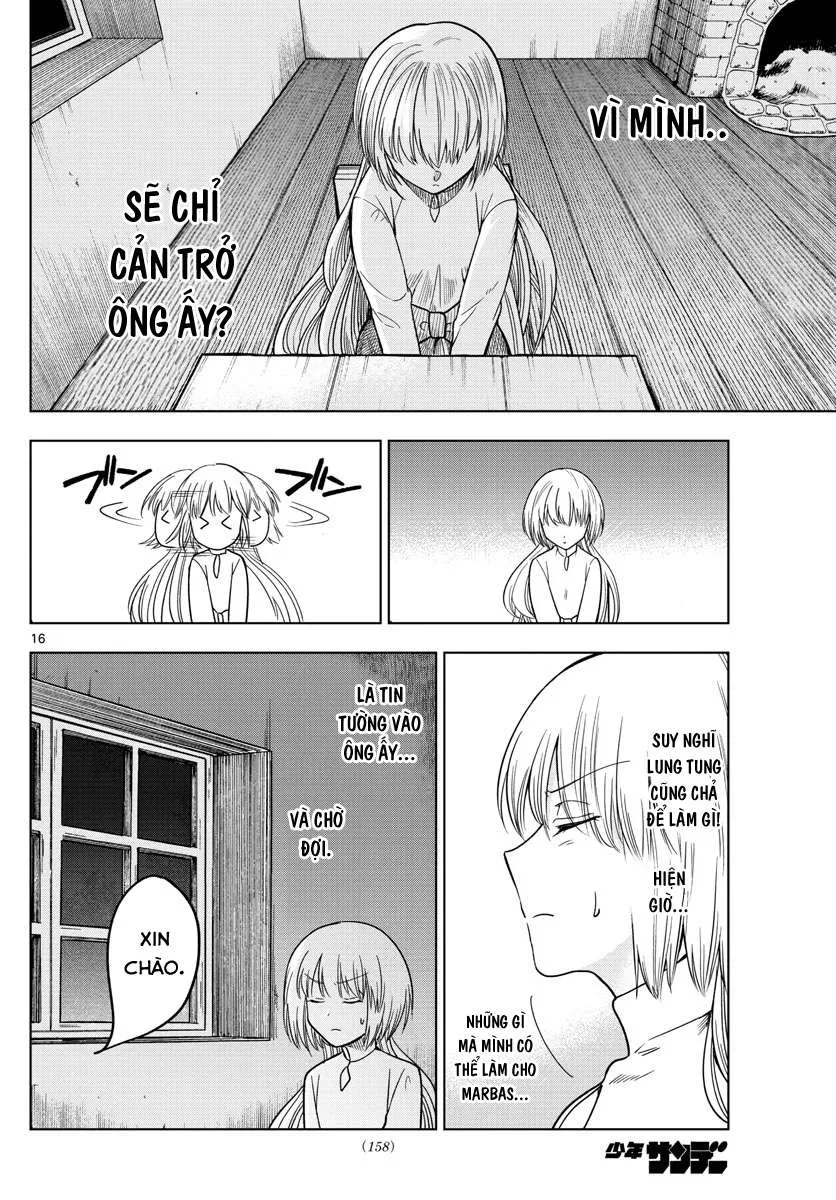 VÌ MÌNH..
SẼ CHỈ
CẢN TRỞ
ÔNG ẤY?
ブンブン
16
SUY NGHĨ
LUNG TUNG
CŨNG CHẢ
ĐỂ LÀM GÌ!
HIỆN
GIỜ...
NHỮNG GÌ
MÀ MÌNH CÓ
THỂ LÀM CHO
MARBAS...
LÀ TIN
TƯỜNG VÀO
ÔNG ẤY...
VÀ CHỜ
ĐỢI.
XIN
CHÀO.
(158)
少年サンデー